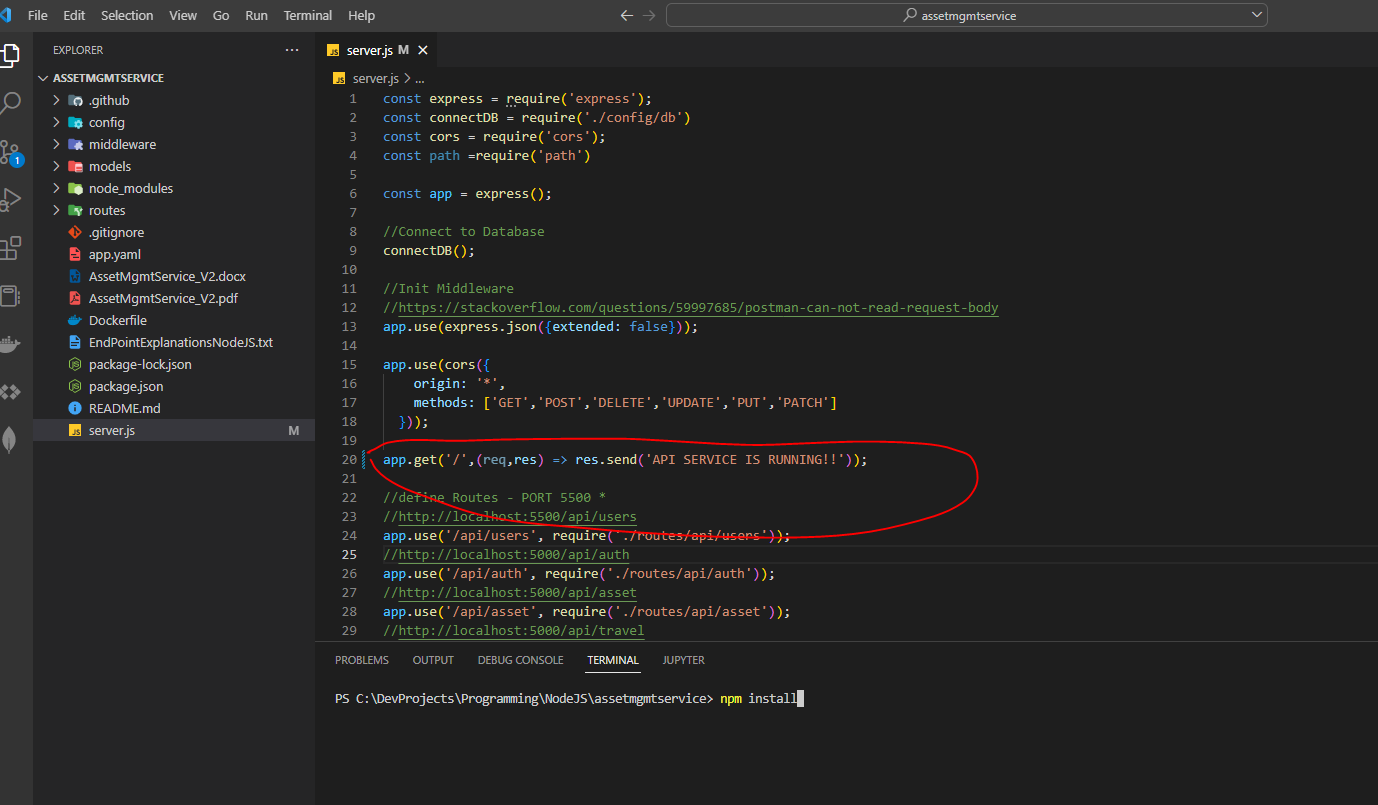 File Edit Selection View Go Run Terminal Help
assetmgmtservice
EXPLORER
ASSETMGMTSERVICE
.github
config
middleware
models
node_modules
routes
.gitignore
app.yaml
AssetMgmtService_V2.docx
AssetMgmtService_V2.pdf
Dockerfile
EndPointExplanationsNodeJS.txt
package-lock.json
package.json
README.md
server.js M
1
JS server.js M
JS server.js > ...
1 const express = require('express');
2 const connectDB = require('./config/db')
3 const cors = require('cors');
4 const path =require('path')
5
6 const app = express();
7
8 //Connect to Database
9 connectDB();
10
11 //Init Middleware
12 //https://stackoverflow.com/questions/59997685/postman-can-not-read-request-body
13 app.use(express.json({extended: false}));
14
15 app.use(cors({
16 origin: '*',
17 methods: ['GET','POST','DELETE','UPDATE','PUT','PATCH']
18 }));
19
20 app.get('/',(req,res) => res.send('API SERVICE IS RUNNING!!'));
21
22 //define Routes - PORT 5500 *
23 //http://localhost:5500/api/users
24 app.use('/api/users', require('./routes/api/users'));
25 //http://localhost:5000/api/auth
26 app.use('/api/auth', require('./routes/api/auth'));
27 //http://localhost:5000/api/asset
28 app.use('/api/asset', require('./routes/api/asset'));
29 //http://localhost:5000/api/travel
PROBLEMS OUTPUT DEBUG CONSOLE TERMINAL JUPYTER
PS C:\DevProjects\Programming\NodeJS\assetmgmtservice> npm install